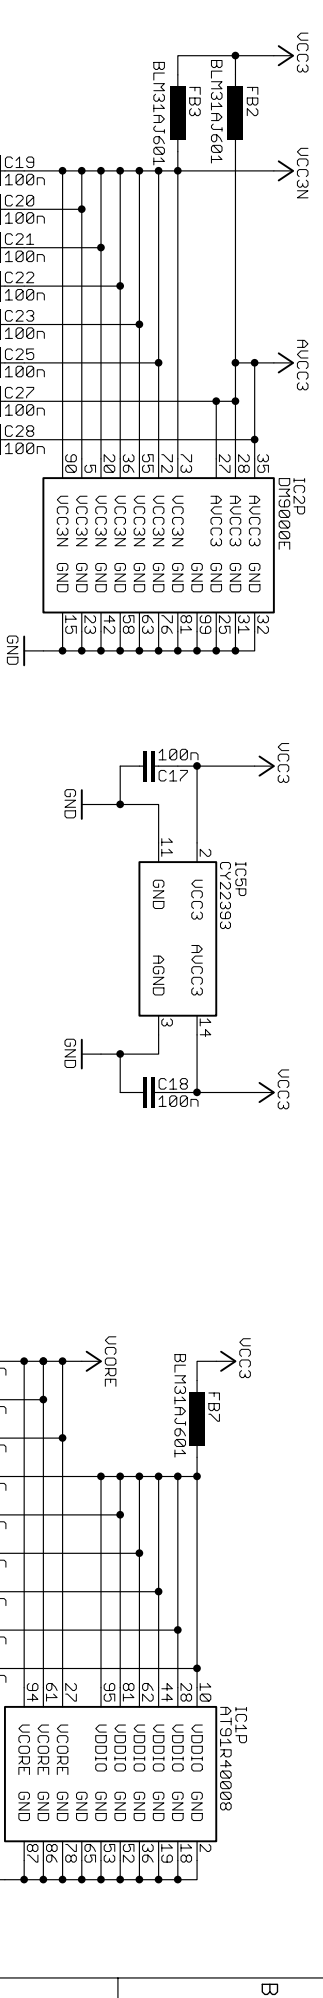 VCC3
FB2
BLM31AJ601
FB3
BLM31AJ601
VCC3N
AVCC3
C19
100n
C20
100n
C21
100n
C22
100n
C23
100n
C25
100n
C27
100n
C28
100n
IC2P
DM9000E
35 AVCC3 GND 32
28 AVCC3 GND 31
27 AVCC3 GND 25
GND 99
73 VCC3N GND 81
72 VCC3N GND 76
55 VCC3N GND 63
36 VCC3N GND 58
20 VCC3N GND 42
5 VCC3N GND 23
90 VCC3N GND 15
GND
VCC3
100n
C17
GND
IC5P
CY22393
2 VCC3 AVCC3 14
11 GND AGND 3
GND
C18
100n
VCC3
VCC3
FB7
BLM31AJ601
VCORE
IC1P
AT91R40008
10 VDDIO GND 2
28 VDDIO GND 18
44 VDDIO GND 19
62 VDDIO GND 36
81 VDDIO GND 52
95 VDDIO GND 53
GND 65
27 VCORE GND 78
61 VCORE GND 86
94 VCORE GND 87
B